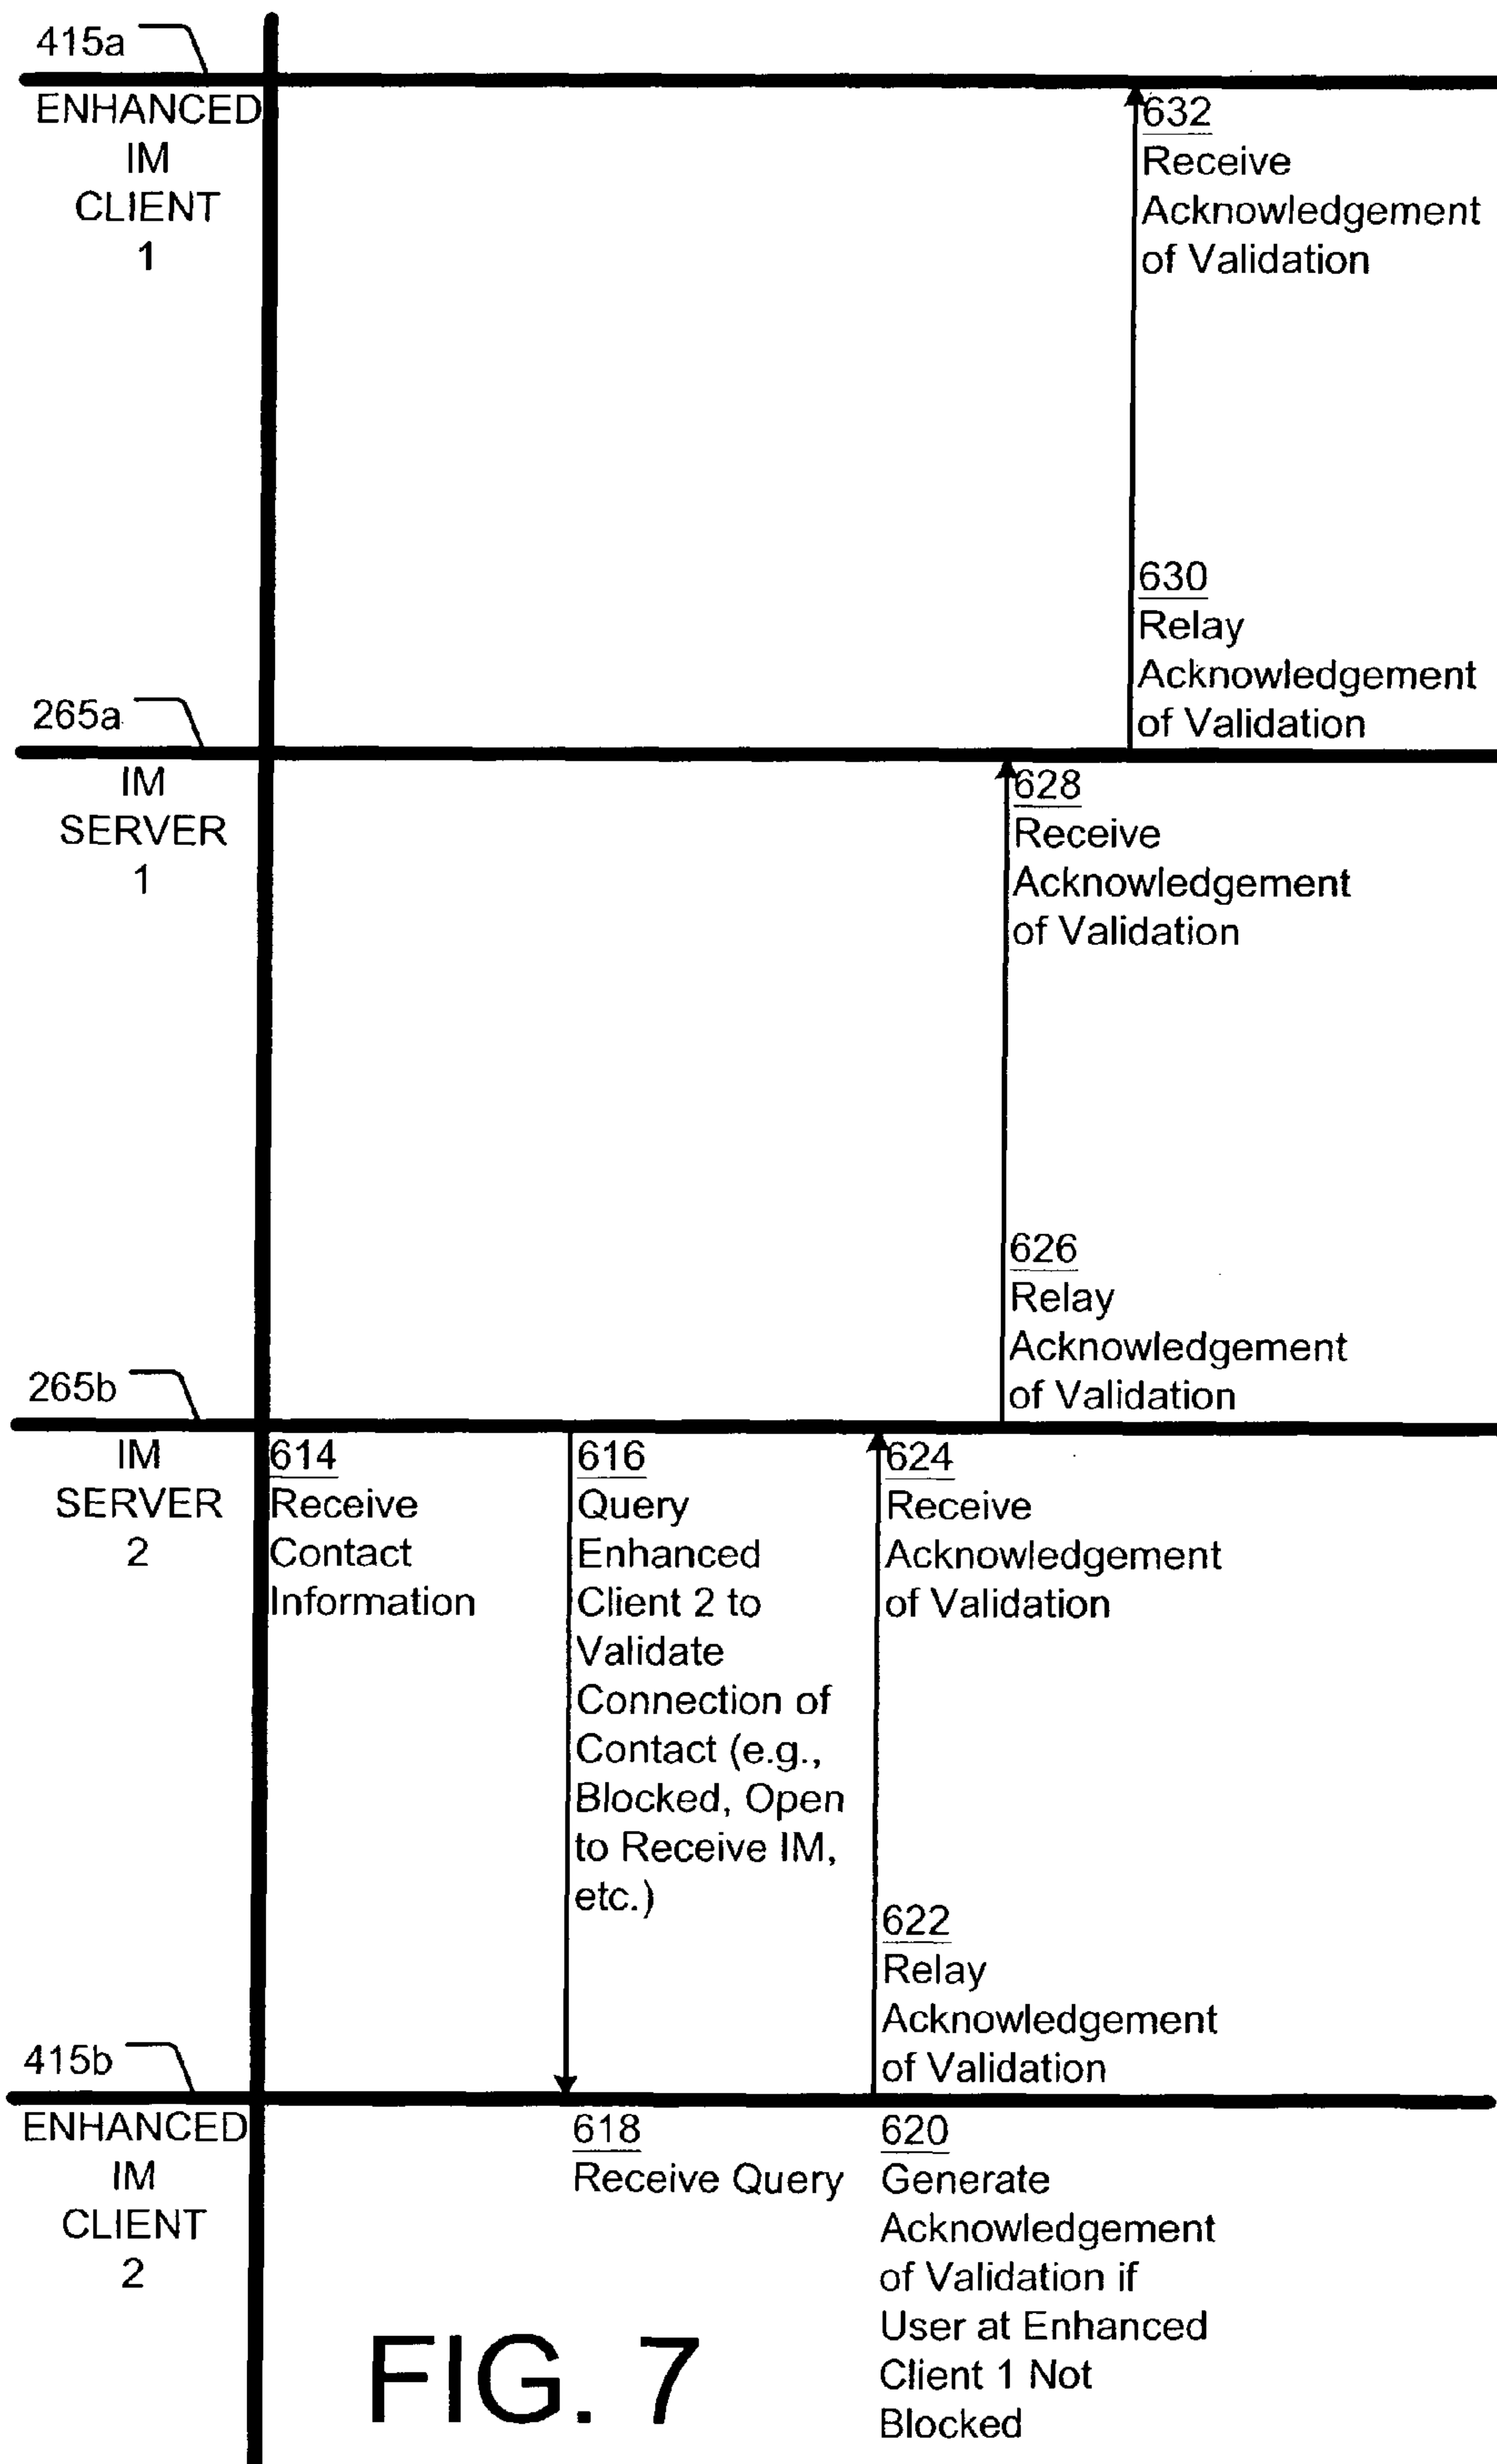 415a
ENHANCED
IM
CLIENT
1
632
Receive
Acknowledgement
of Validation
630
Relay
Acknowledgement
of Validation
265a
IM
SERVER
1
628
Receive
Acknowledgement
of Validation
626
Relay
Acknowledgement
of Validation
265b
IM
SERVER
2
614
Receive
Contact
Information
616
Query
Enhanced
Client 2 to
Validate
Connection of
Contact (e.g.,
Blocked, Open
to Receive IM,
etc.)
624
Receive
Acknowledgement
of Validation
622
Relay
Acknowledgement
of Validation
415b
ENHANCED
IM
CLIENT
2
618
Receive Query
620
Generate
Acknowledgement
of Validation if
User at Enhanced
Client 1 Not
Blocked
FIG. 7